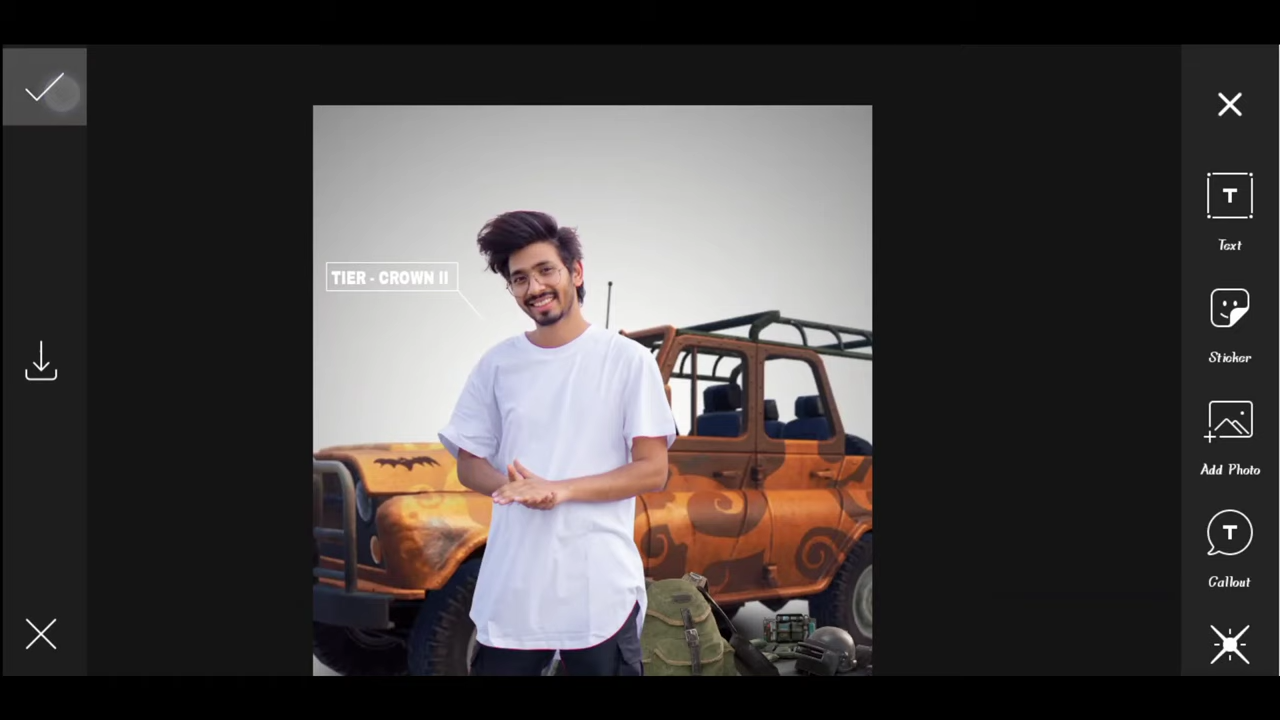 TIER - CROWN II
T
Text
Sticker
Add Photo
T
Callout